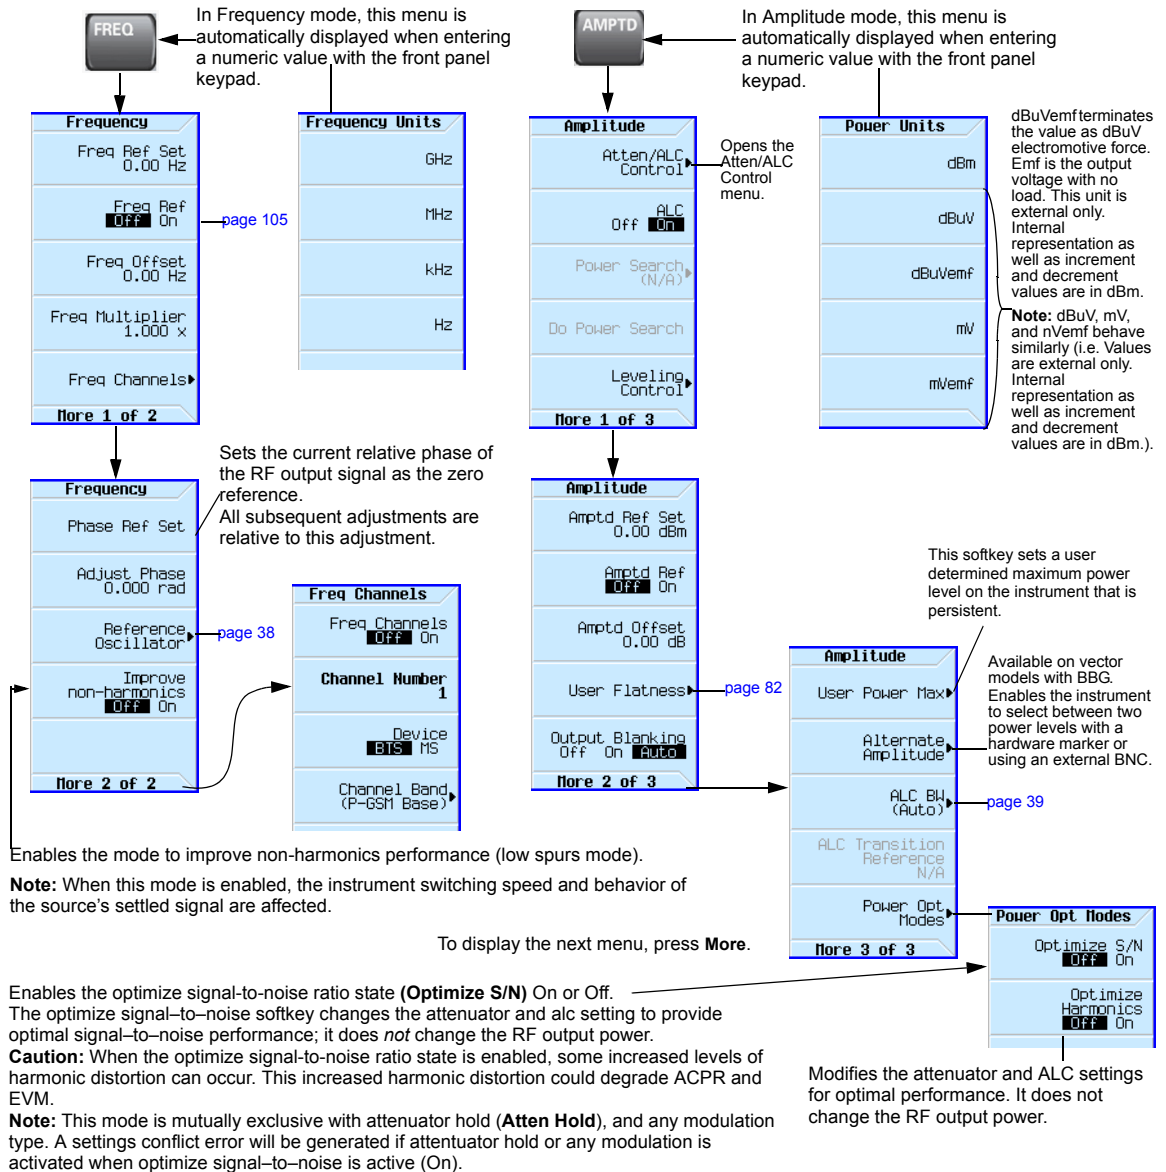 FREQ
In Frequency mode, this menu is
automatically displayed when entering
a numeric value with the front panel
keypad.
AMPTD
In Amplitude mode, this menu is
automatically displayed when entering
a numeric value with the front panel
keypad.
Frequency
Freq Ref Set
0.00 Hz
Freq Ref
Off On
page 105
Freq Offset
0.00 Hz
Freq Multiplier
1.000 x
Freq Channels
More 1 of 2
Frequency Units
GHz
MHz
kHz
Hz
Amplitude
Atten/ALC
Control
Opens the
Atten/ALC
Control
menu.
ALC
Off On
Power Search
(N/A)
Do Power Search
Leveling
Control
More 1 of 3
Power Units
dBm
dBuV
dBuVemf
mV
mVemf
dBuVemf terminates
the value as dBuV
electromotive force.
Emf is the output
voltage with no
load. This unit is
external only.
Internal
representation as
well as increment
and decrement
values are in dBm.
Note: dBuV, mV,
and nVemf behave
similarly (i.e. Values
are external only.
Internal
representation as
well as increment
and decrement
values are in dBm.).
Frequency
Phase Ref Set
Adjust Phase
0.000 rad
Reference
Oscillator
page 38
Improve
non-harmonics
Off On
More 2 of 2
Sets the current relative phase of
the RF output signal as the zero
reference.
All subsequent adjustments are
relative to this adjustment.
Freq Channels
Freq Channels
Off On
Channel Number
1
Device
BTS MS
Channel Band
(P-GSM Base)
Amplitude
Amptd Ref Set
0.00 dBm
Amptd Ref
Off On
Amptd Offset
0.00 dB
User Flatness
page 82
Output Blanking
Off On Auto
More 2 of 3
This softkey sets a user
determined maximum power
level on the instrument that is
persistent.
Amplitude
User Power Max
Alternate
Amplitude
Available on vector
models with BBG.
Enables the instrument
to select between two
power levels with a
hardware marker or
using an external BNC.
ALC BW
(Auto)
page 39
ALC Transition
Reference
N/A
Power Opt
Modes
More 3 of 3
Power Opt Modes
Optimize S/N
Off On
Optimize
Harmonics
Off On
Enables the mode to improve non-harmonics performance (low spurs mode).
Note: When this mode is enabled, the instrument switching speed and behavior of
the source's settled signal are affected.
To display the next menu, press More.
Enables the optimize signal-to-noise ratio state (Optimize S/N) On or Off.
The optimize signal–to–noise softkey changes the attenuator and alc setting to provide
optimal signal–to–noise performance; it does not change the RF output power.
Caution: When the optimize signal-to-noise ratio state is enabled, some increased levels of
harmonic distortion can occur. This increased harmonic distortion could degrade ACPR and
EVM.
Note: This mode is mutually exclusive with attenuator hold (Atten Hold), and any modulation
type. A settings conflict error will be generated if attentuator hold or any modulation is
activated when optimize signal–to–noise is active (On).
Modifies the attenuator and ALC settings
for optimal performance. It does not
change the RF output power.